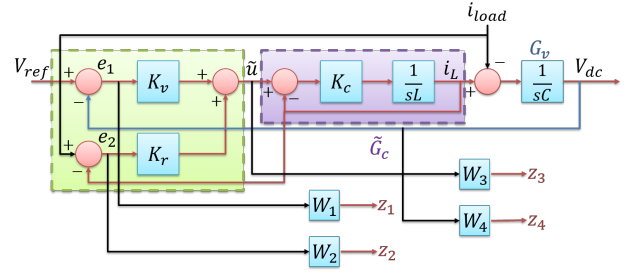 i_load
V_ref + e_1 K_v + ũ K_c 1/sL i_L − G_v 1/sC V_dc
− + + − +
+ e_2 K_r G̃_c
−
W_3 z_3
W_1 z_1 W_4 z_4
W_2 z_2